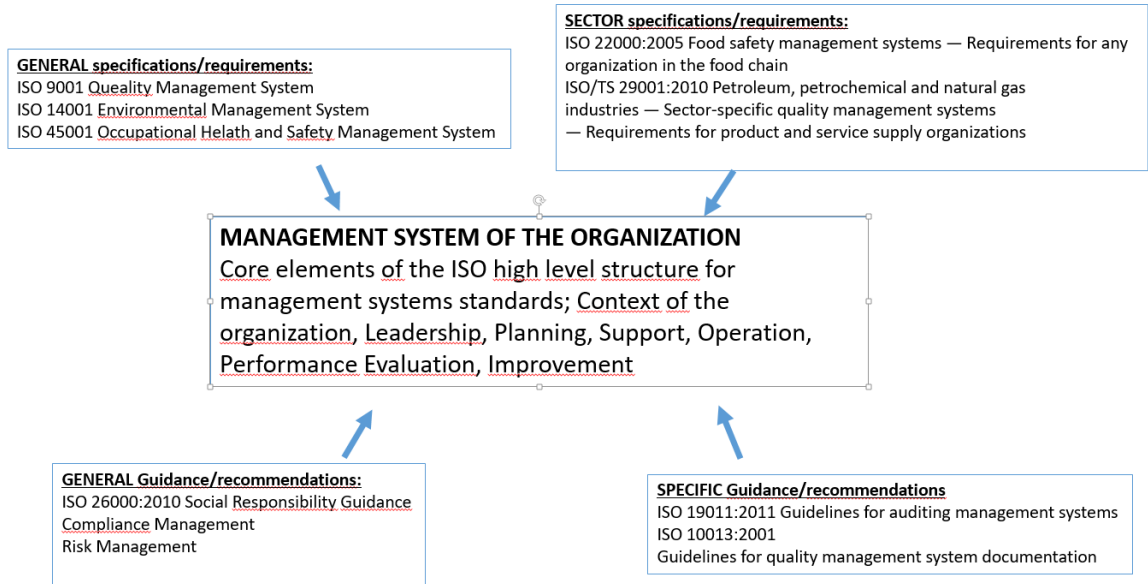 GENERAL specifications/requirements:
ISO 9001 Queality Management System
ISO 14001 Environmental Management System
ISO 45001 Occupational Helath and Safety Management System
SECTOR specifications/requirements:
ISO 22000:2005 Food safety management systems — Requirements for any
organization in the food chain
ISO/TS 29001:2010 Petroleum, petrochemical and natural gas
industries — Sector-specific quality management systems
— Requirements for product and service supply organizations
MANAGEMENT SYSTEM OF THE ORGANIZATION
Core elements of the ISO high level structure for
management systems standards; Context of the
organization, Leadership, Planning, Support, Operation,
Performance Evaluation, Improvement
GENERAL Guidance/recommendations:
ISO 26000:2010 Social Responsibility Guidance
Compliance Management
Risk Management
SPECIFIC Guidance/recommendations
ISO 19011:2011 Guidelines for auditing management systems
ISO 10013:2001
Guidelines for quality management system documentation